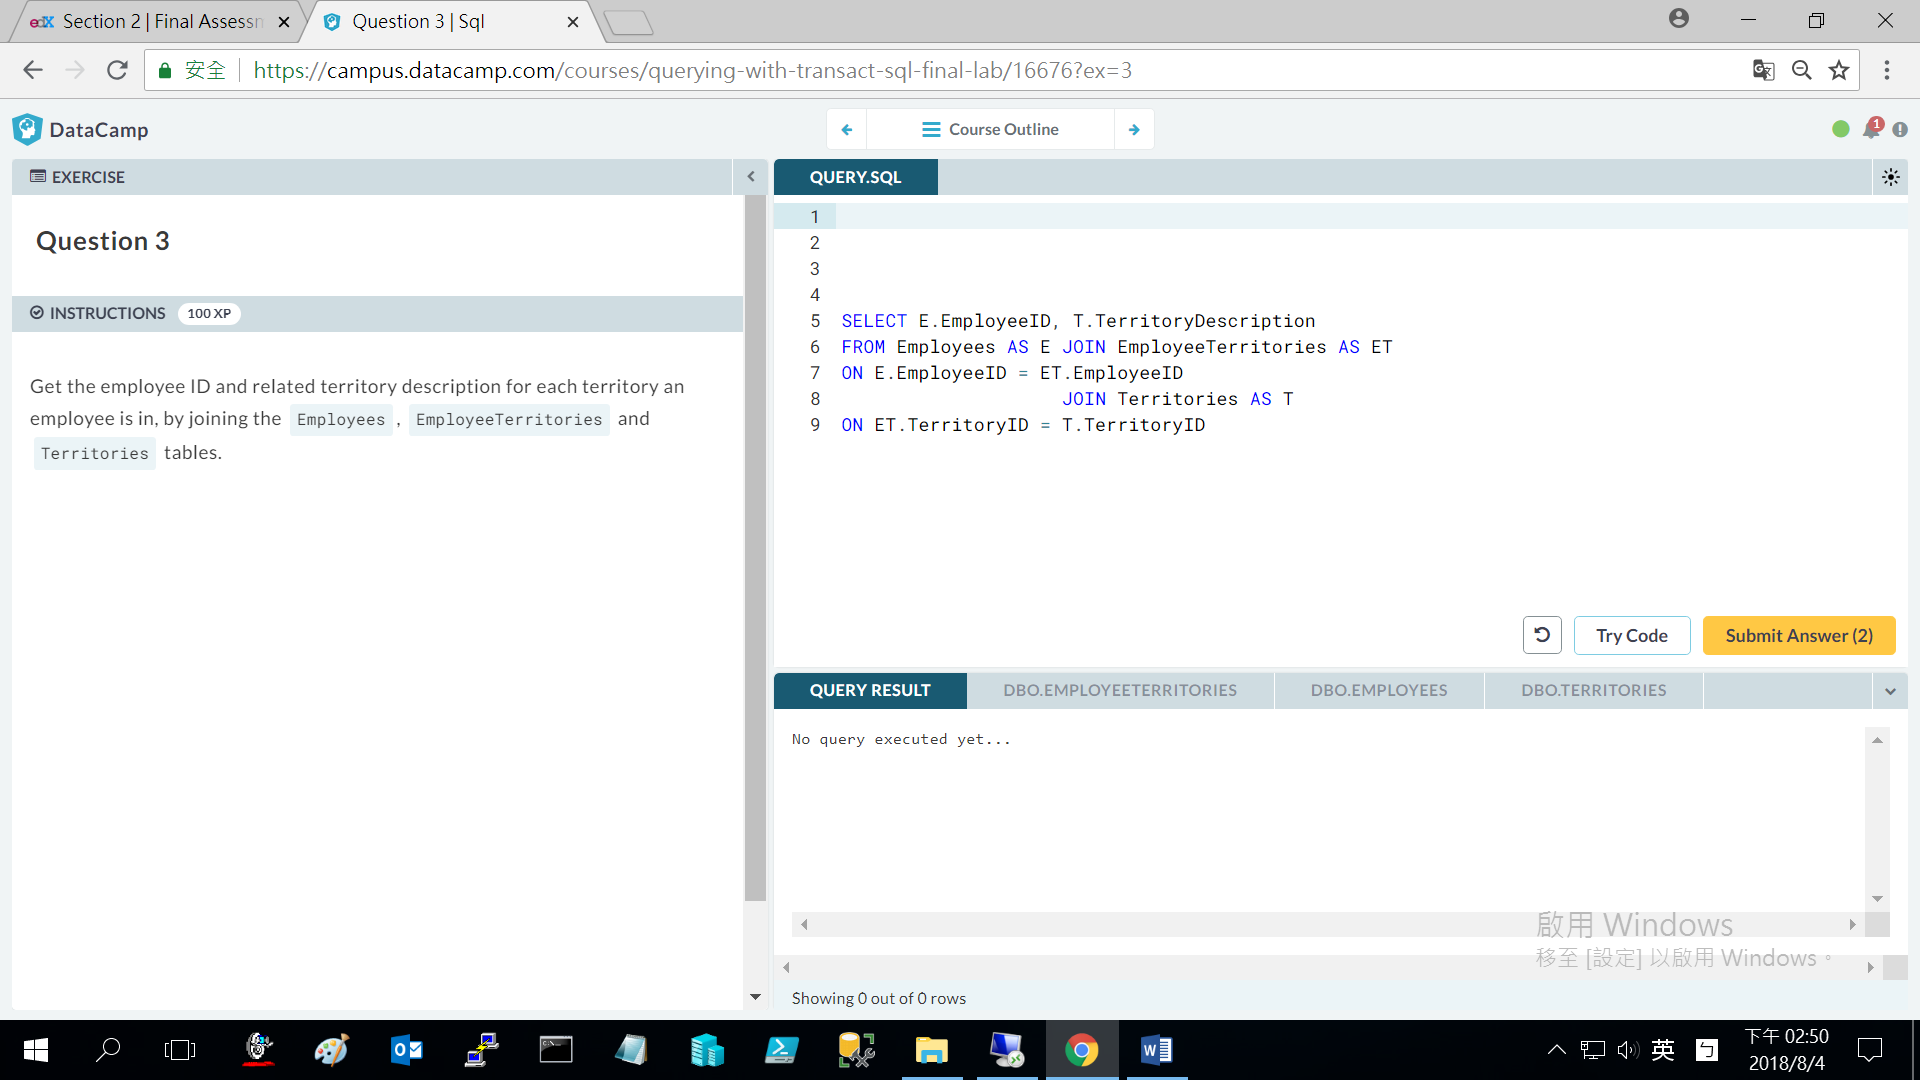 Section 2 | Final Assessm
Question 3 | Sql
安全
https://campus.datacamp.com/courses/querying-with-transact-sql-final-lab/16676?ex=3
DataCamp
Course Outline
1
EXERCISE
Question 3
INSTRUCTIONS 100 XP
Get the employee ID and related territory description for each territory an
employee is in, by joining the Employees , EmployeeTerritories and
Territories tables.
QUERY.SQL
1
2
3
4
5 SELECT E.EmployeeID, T.TerritoryDescription
6 FROM Employees AS E JOIN EmployeeTerritories AS ET
7 ON E.EmployeeID = ET.EmployeeID
8 JOIN Territories AS T
9 ON ET.TerritoryID = T.TerritoryID
Try Code
Submit Answer (2)
QUERY RESULT DBO.EMPLOYEETERRITORIES DBO.EMPLOYEES DBO.TERRITORIES
No query executed yet...
啟用 Windows
移至 [設定] 以啟用 Windows。
Showing 0 out of 0 rows
英
ㄅ
下午 02:50
2018/8/4